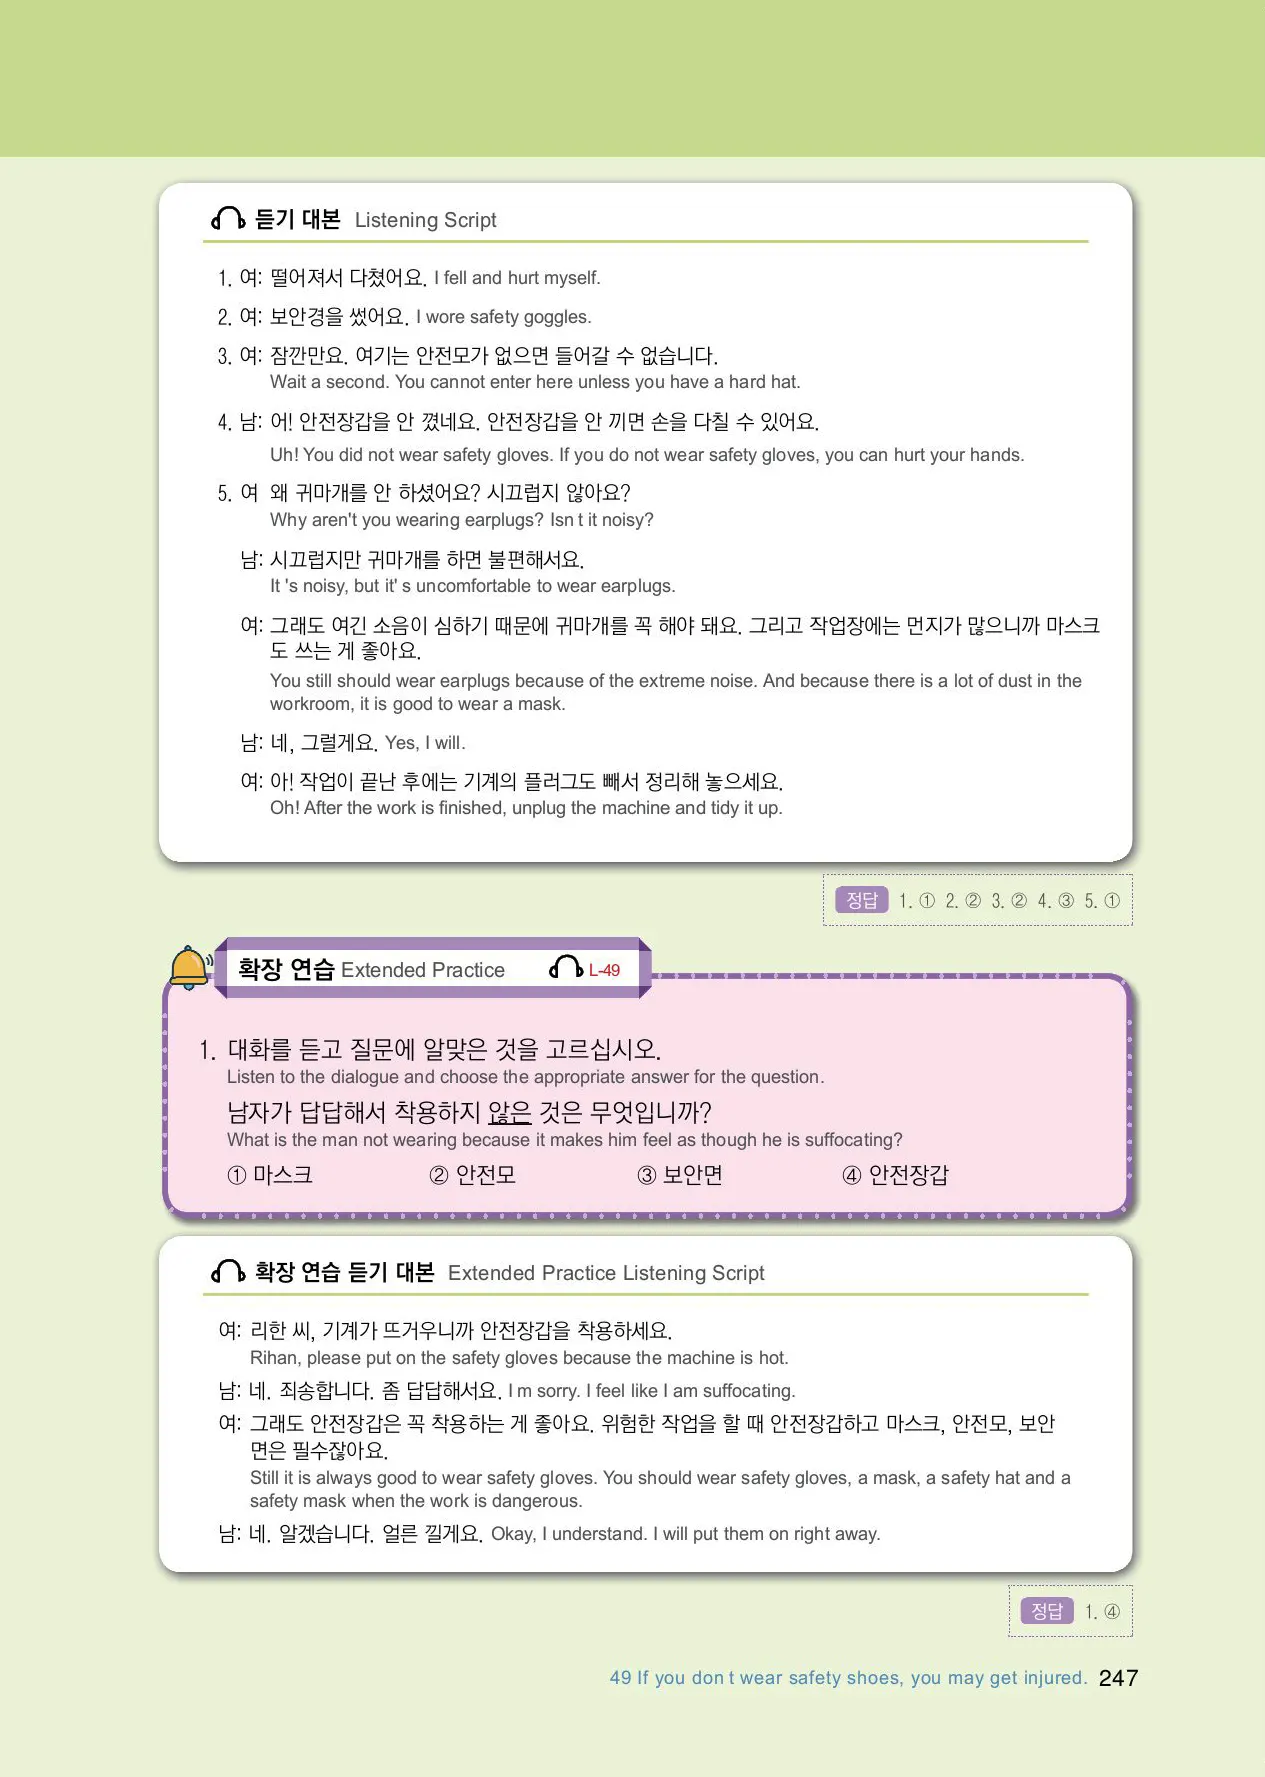 듣기 대본 Listening Script
1. 여: 떨어져서 다쳤어요. I fell and hurt myself.
2. 여: 보안경을 썼어요. I wore safety goggles.
3. 여: 잠깐만요. 여기는 안전모가 없으면 들어갈 수 없습니다.
Wait a second. You cannot enter here unless you have a hard hat.
4. 남: 어! 안전장갑을 안 꼈네요. 안전장갑을 안 끼면 손을 다칠 수 있어요.
Uh! You did not wear safety gloves. If you do not wear safety gloves, you can hurt your hands.
5. 여 왜 귀마개를 안 하셨어요? 시끄럽지 않아요?
Why aren't you wearing earplugs? Isn t it noisy?
남: 시끄럽지만 귀마개를 하면 불편해서요.
It 's noisy, but it' s uncomfortable to wear earplugs.
여: 그래도 여긴 소음이 심하기 때문에 귀마개를 꼭 해야 돼요. 그리고 작업장에는 먼지가 많으니까 마스크
도 쓰는 게 좋아요.
You still should wear earplugs because of the extreme noise. And because there is a lot of dust in the
workroom, it is good to wear a mask.
남: 네, 그럴게요. Yes, I will.
여: 아! 작업이 끝난 후에는 기계의 플러그도 빼서 정리해 놓으세요.
Oh! After the work is finished, unplug the machine and tidy it up.
정답 1. ① 2. ② 3. ② 4. ③ 5. ①
확장 연습 Extended Practice L-49
1. 대화를 듣고 질문에 알맞은 것을 고르십시오.
Listen to the dialogue and choose the appropriate answer for the question.
남자가 답답해서 착용하지 않은 것은 무엇입니까?
What is the man not wearing because it makes him feel as though he is suffocating?
① 마스크 ② 안전모 ③ 보안면 ④ 안전장갑
확장 연습 듣기 대본 Extended Practice Listening Script
여: 리한 씨, 기계가 뜨거우니까 안전장갑을 착용하세요.
Rihan, please put on the safety gloves because the machine is hot.
남: 네. 죄송합니다. 좀 답답해서요. I m sorry. I feel like I am suffocating.
여: 그래도 안전장갑은 꼭 착용하는 게 좋아요. 위험한 작업을 할 때 안전장갑하고 마스크, 안전모, 보안
면은 필수잖아요.
Still it is always good to wear safety gloves. You should wear safety gloves, a mask, a safety hat and a
safety mask when the work is dangerous.
남: 네. 알겠습니다. 얼른 낄게요. Okay, I understand. I will put them on right away.
정답 1. ④
49 If you don t wear safety shoes, you may get injured. 247